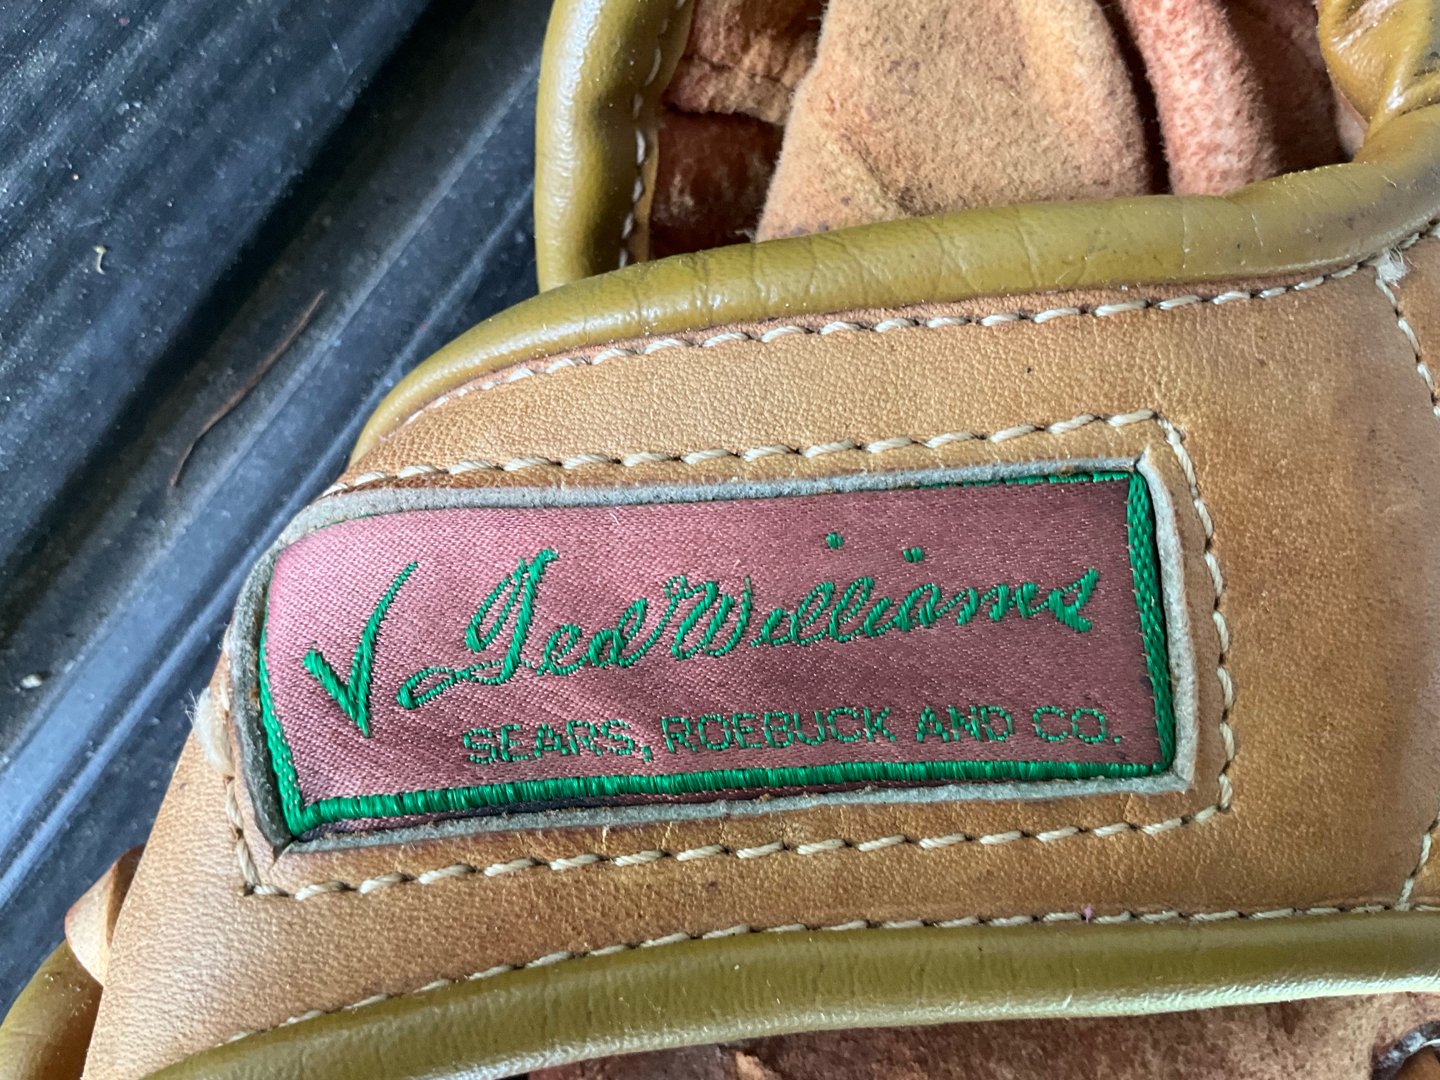 Ted Williams
SEARS, ROEBUCK AND CO.